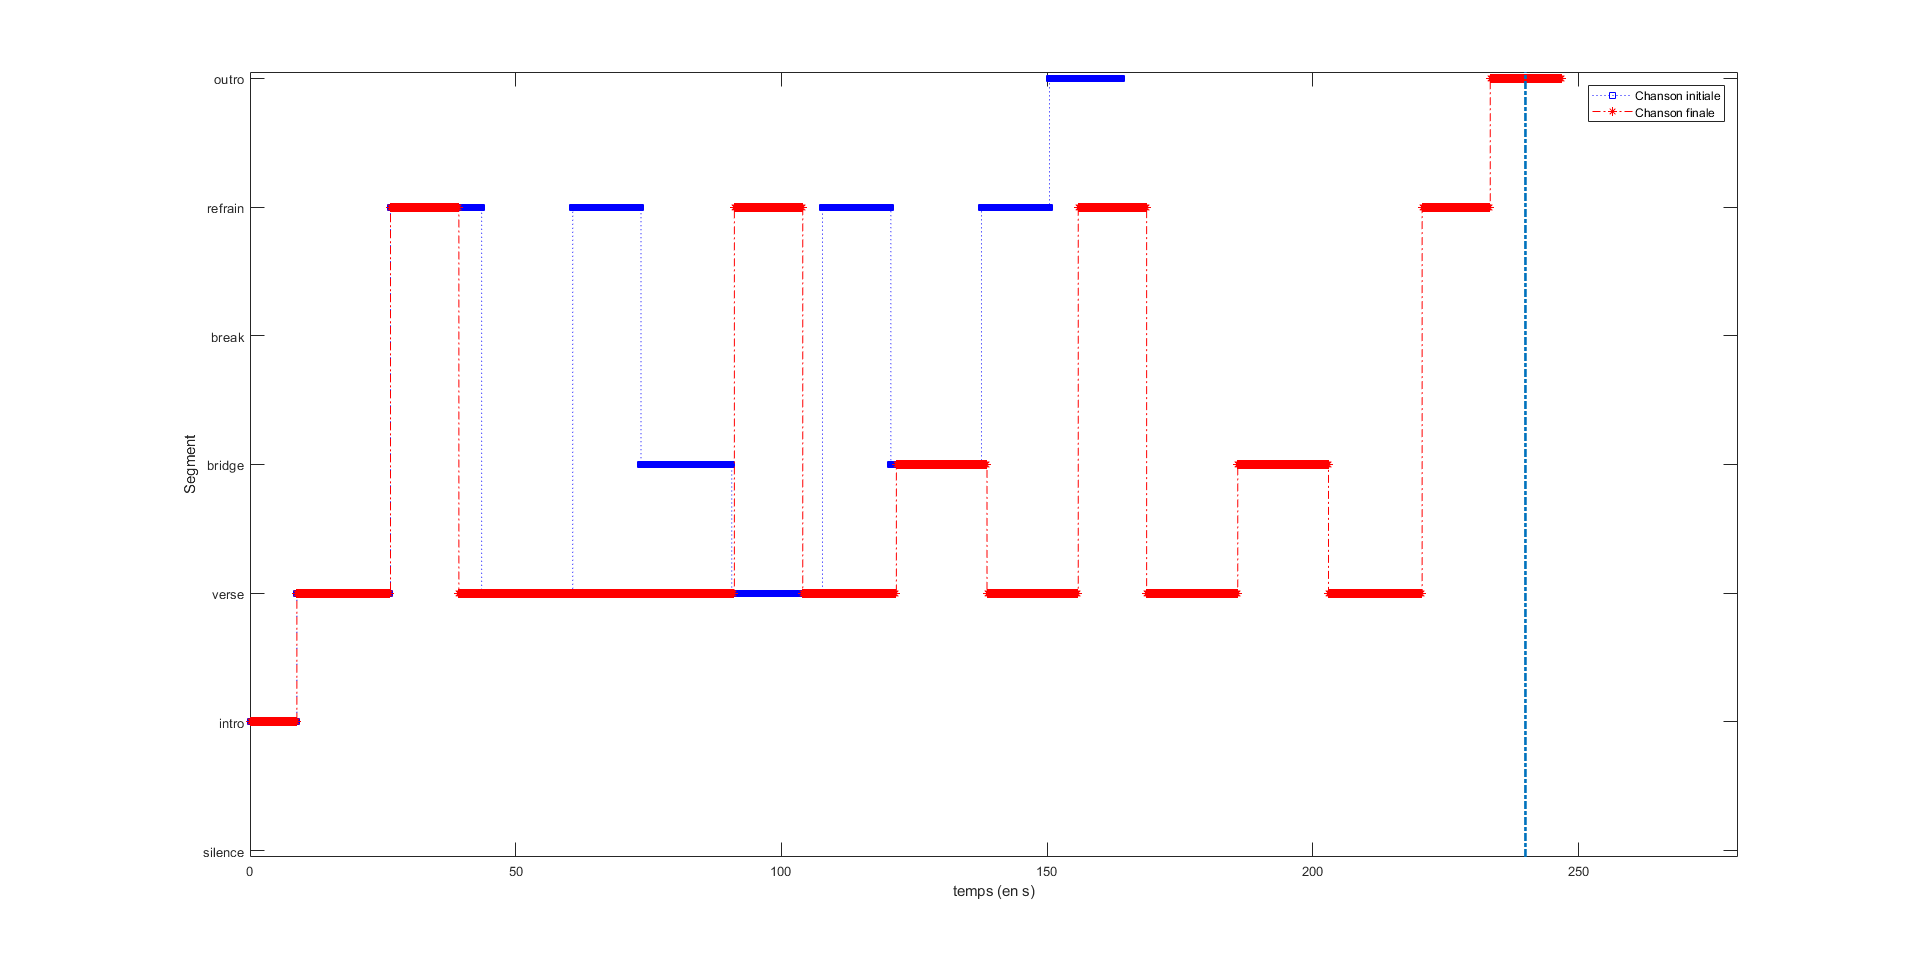 outro
refrain
break
bridge
verse
intro
silence
Segment
0
50
100
150
200
250
temps (en s)
Chanson initiale
Chanson finale